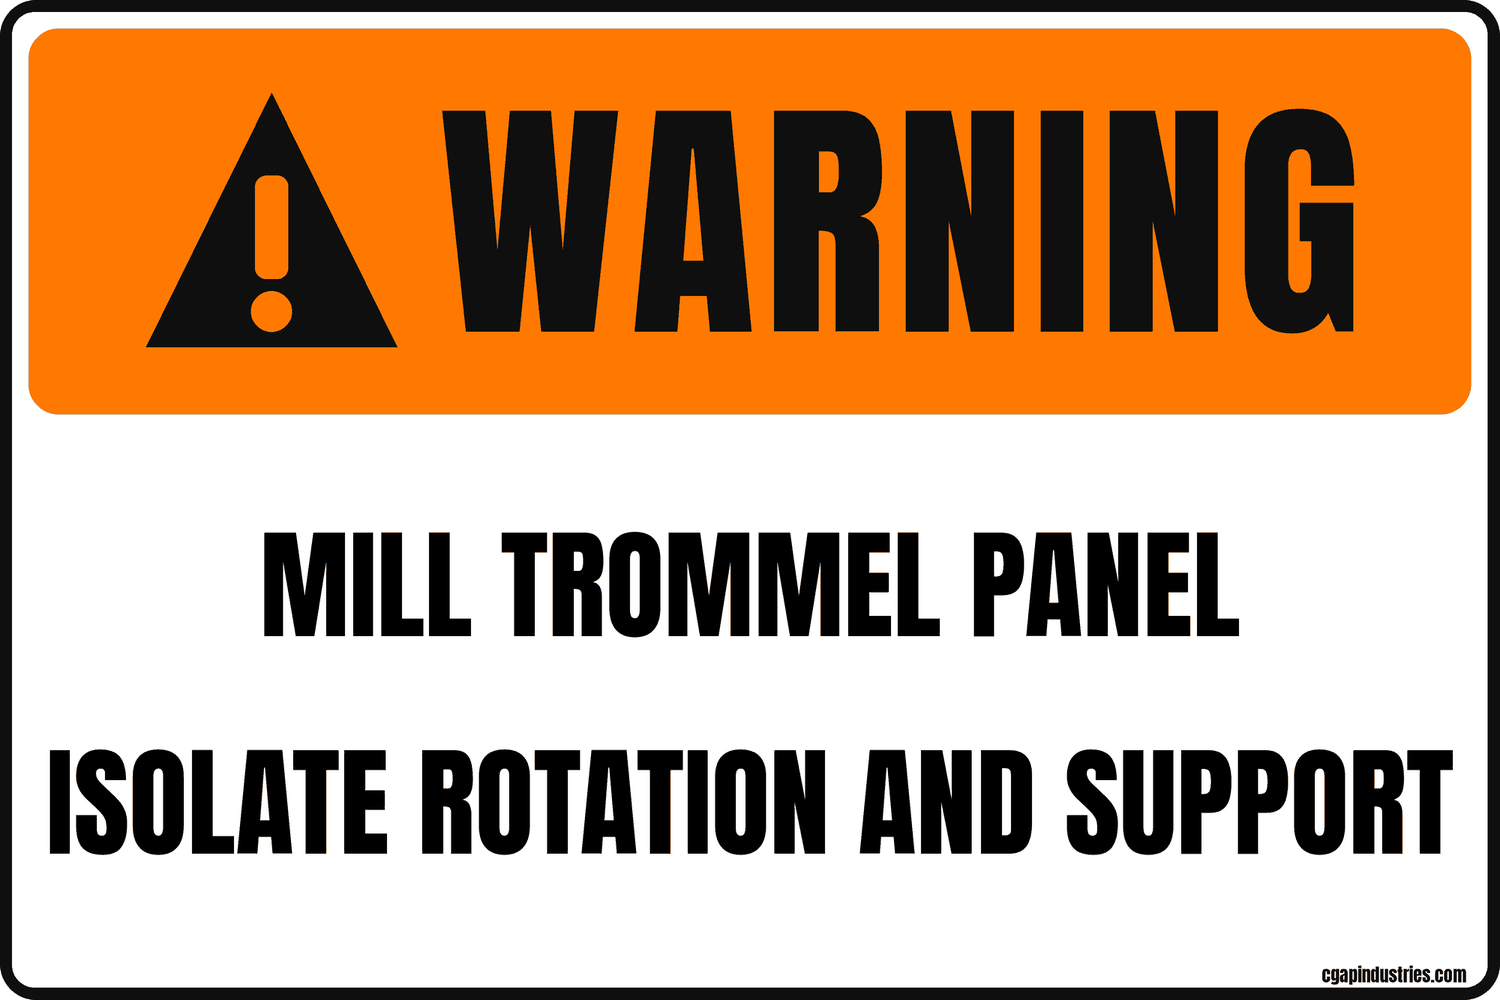 WARNING
MILL TROMMEL PANEL
ISOLATE ROTATION AND SUPPORT
cgapindustries.com